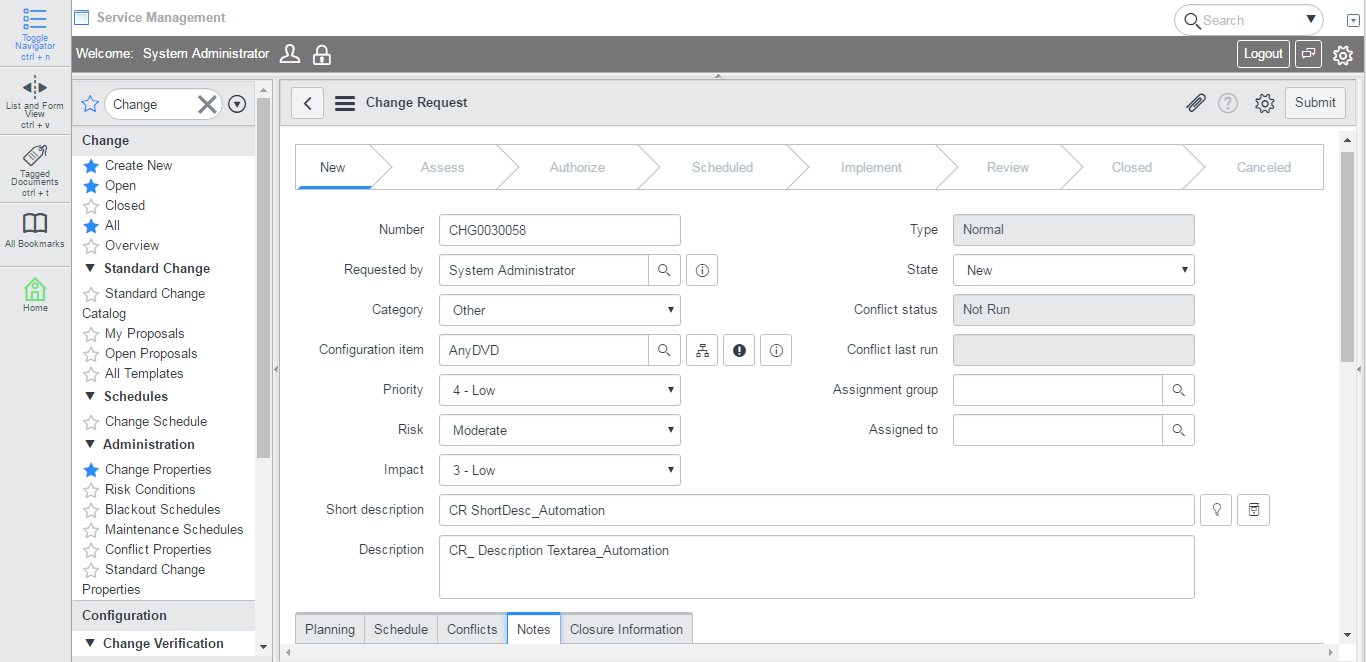 Toggle
Navigator
ctrl + n
List and Form
View
ctrl + v
Tagged
Documents
ctrl + t
All Bookmarks
Home
Service Management
Search
Welcome: System Administrator
Logout
Change
Change
Create New
Open
Closed
All
Overview
Standard Change
Standard Change
Catalog
My Proposals
Open Proposals
All Templates
Schedules
Change Schedule
Administration
Change Properties
Risk Conditions
Blackout Schedules
Maintenance Schedules
Conflict Properties
Standard Change
Properties
Configuration
Change Verification
Change Request
Submit
New Assess Authorize Scheduled Implement Review Closed Canceled
Number CHG0030058
Type Normal
Requested by System Administrator
State New
Category Other
Conflict status Not Run
Configuration item AnyDVD
Conflict last run
Priority 4 - Low
Assignment group
Risk Moderate
Assigned to
Impact 3 - Low
Short description CR ShortDesc_Automation
Description CR_ Description Textarea_Automation
Planning Schedule Conflicts Notes Closure Information